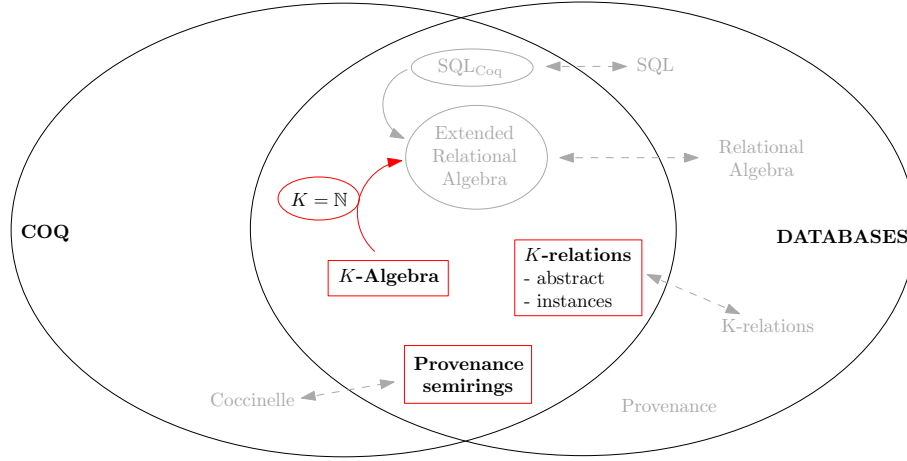 SQL_Coq
SQL
Extended
Relational
Algebra
Relational
Algebra
K = ℕ
COQ
DATABASES
K-Algebra
K-relations
- abstract
- instances
K-relations
Provenance
semirings
Coccinelle
Provenance